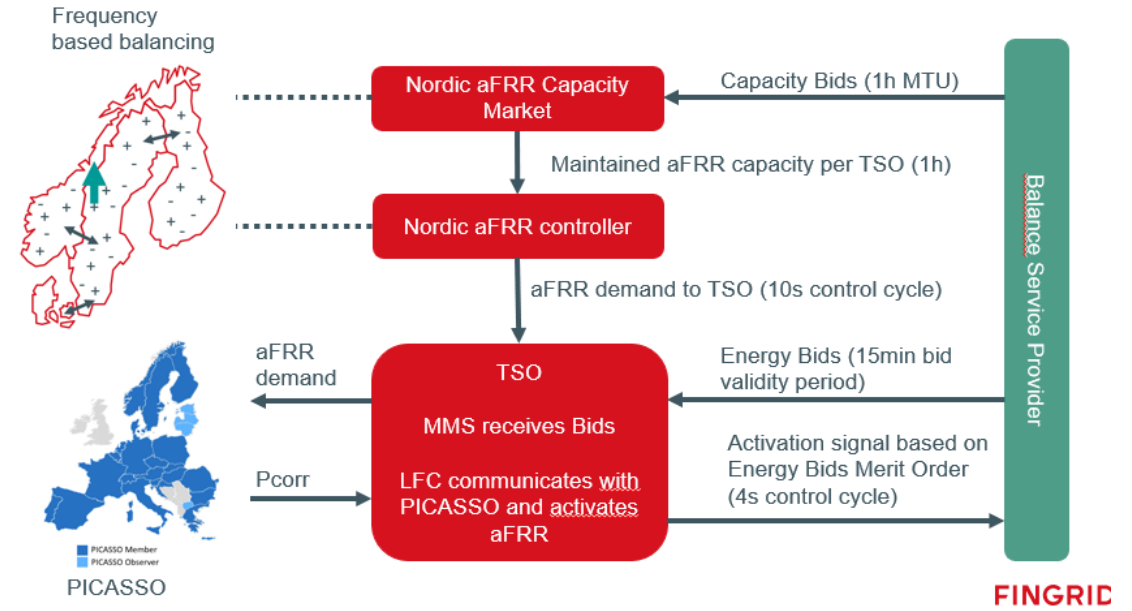 Frequency
based balancing
Nordic aFRR Capacity
Market
Capacity Bids (1h MTU)
Maintained aFRR capacity per TSO (1h)
Nordic aFRR controller
aFRR demand to TSO (10s control cycle)
Balance Service Provider
aFRR
demand
TSO
MMS receives Bids
LFC communicates with
PICASSO and activates
aFRR
Energy Bids (15min bid
validity period)
Activation signal based on
Energy Bids Merit Order
(4s control cycle)
Pcorr
PICASSO Member
PICASSO Observer
PICASSO
FINGRID